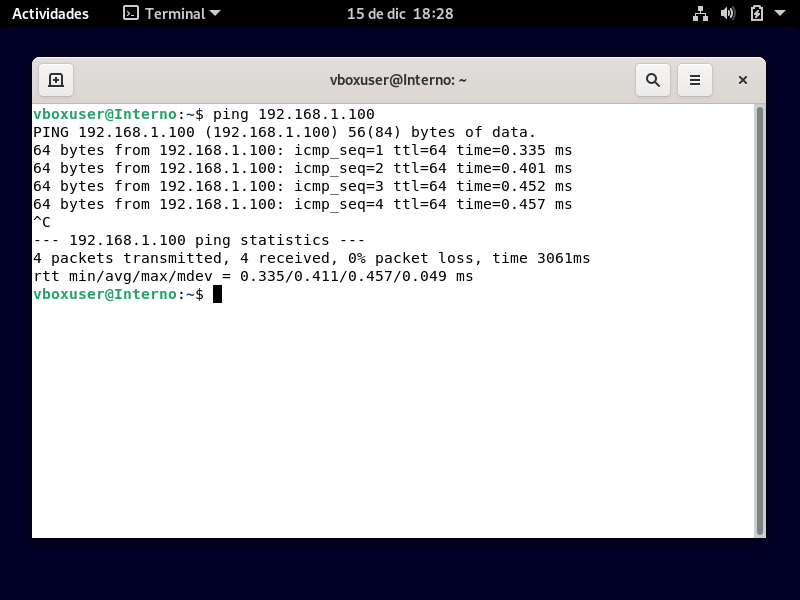 Actividades Terminal 15 de dic 18:28
vboxuser@Interno: ~
vboxuser@Interno:~$ ping 192.168.1.100
PING 192.168.1.100 (192.168.1.100) 56(84) bytes of data.
64 bytes from 192.168.1.100: icmp_seq=1 ttl=64 time=0.335 ms
64 bytes from 192.168.1.100: icmp_seq=2 ttl=64 time=0.401 ms
64 bytes from 192.168.1.100: icmp_seq=3 ttl=64 time=0.452 ms
64 bytes from 192.168.1.100: icmp_seq=4 ttl=64 time=0.457 ms
^C
--- 192.168.1.100 ping statistics ---
4 packets transmitted, 4 received, 0% packet loss, time 3061ms
rtt min/avg/max/mdev = 0.335/0.411/0.457/0.049 ms
vboxuser@Interno:~$